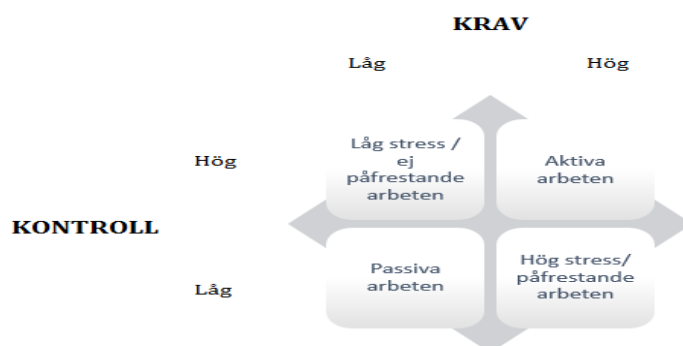 KRAV
Låg Hög
Hög
Låg stress /
ej
påfrestande
arbeten
Aktiva
arbeten
KONTROLL
Låg
Passiva
arbeten
Hög stress/
påfrestande
arbeten